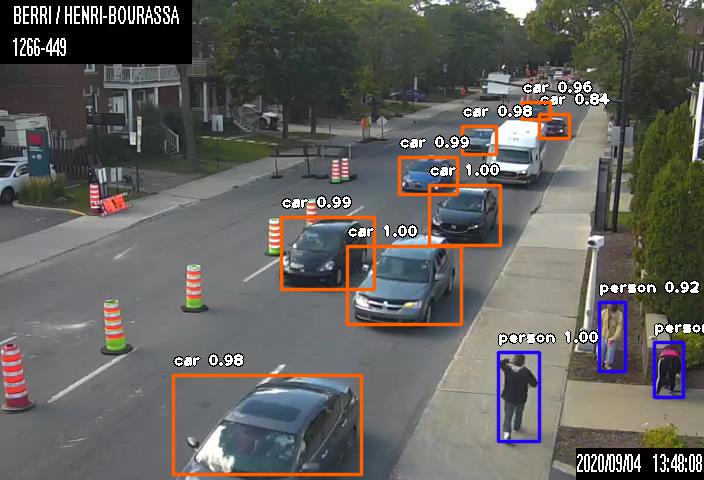 BERRI / HENRI-BOURASSA
1266-449
car 0.96
car 0.84
car 0.98
car 0.99
car 1.00
car 0.99
car 1.00
person 0.92
person 1.00
person
car 0.98
2020/09/04 13:48:08